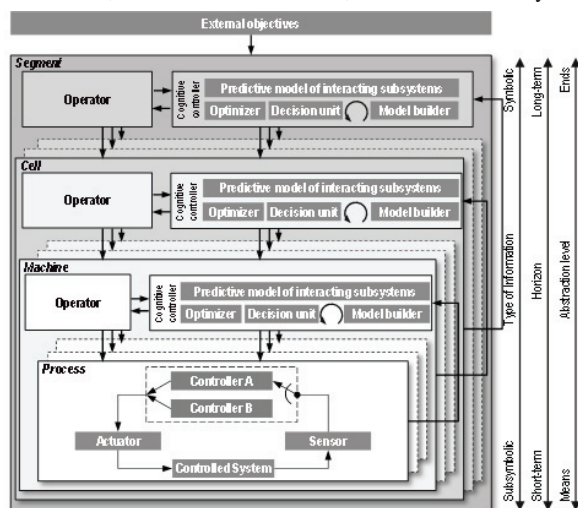 External objectives
Segment
Operator
Cognitive
controller
Predictive model of interacting subsystems
Optimizer Decision unit Model builder
Cell
Operator
Cognitive
controller
Predictive model of interacting subsystems
Optimizer Decision unit Model builder
Machine
Operator
Cognitive
controller
Predictive model of interacting subsystems
Optimizer Decision unit Model builder
Process
Controller A
Controller B
Actuator
Sensor
Controlled System
Symbolic
Type of Information
Subsymbolic
Long-term
Horizon
Short-term
Ends
Abstraction level
Means